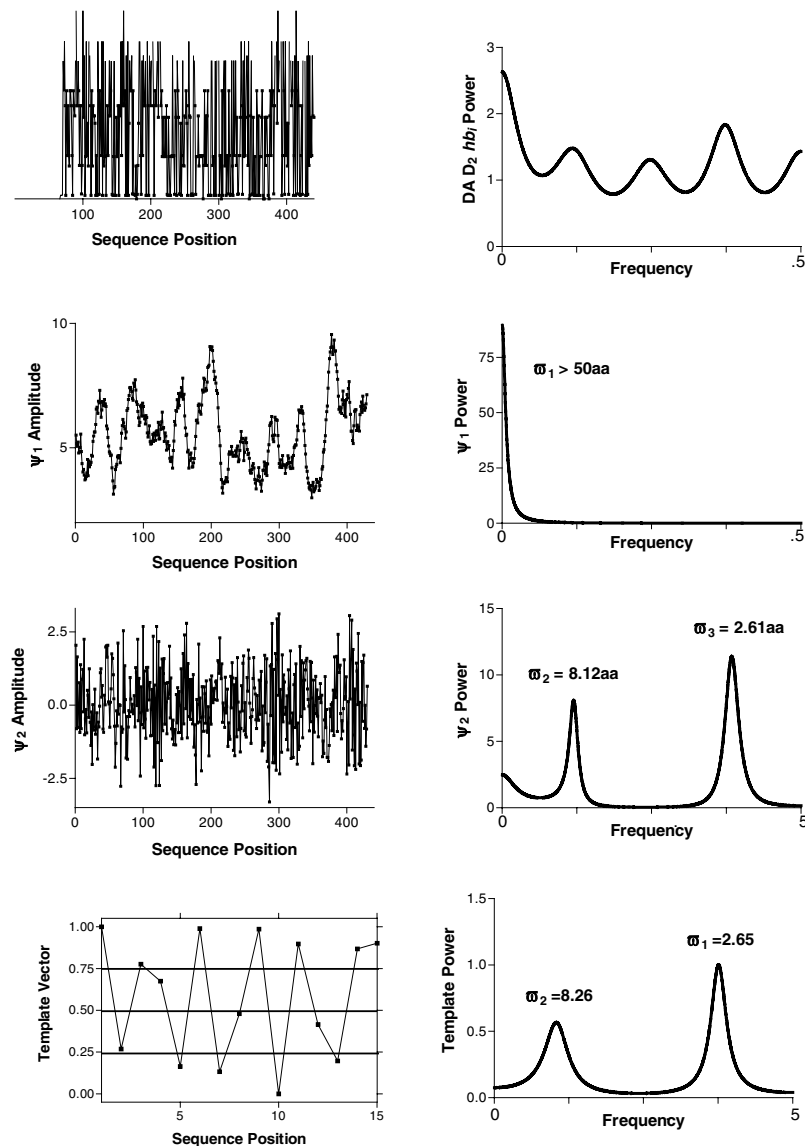 100
200
300
400
Sequence Position
3
2
1
0
DA D2 hbi Power
0
.5
Frequency
10
5
ψ1 Amplitude
0
100
200
300
400
Sequence Position
75
50
25
0
ψ1 Power
ϖ1 > 50aa
0
.5
Frequency
2.5
0.0
-2.5
ψ2 Amplitude
0
100
200
300
400
Sequence Position
15
10
5
0
ψ2 Power
ϖ2 = 8.12aa
ϖ3 = 2.61aa
0
5
Frequency
1.00
0.75
0.50
0.25
0.00
Template Vector
5
10
15
Sequence Position
1.5
1.0
0.5
0.0
Template Power
ϖ2 =8.26
ϖ1 =2.65
0
5
Frequency